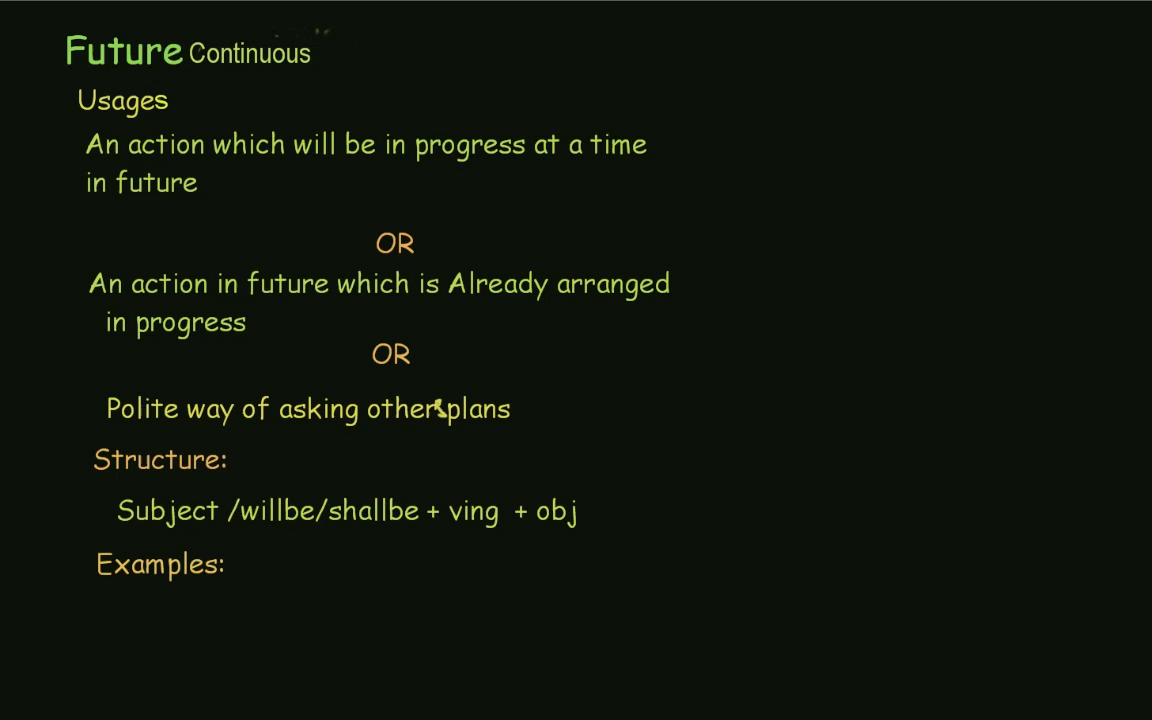 Future Continuous
Usages
An action which will be in progress at a time
in future
OR
An action in future which is Already arranged
in progress
OR
Polite way of asking other's plans
Structure:
Subject /willbe/shallbe + ving + obj
Examples: